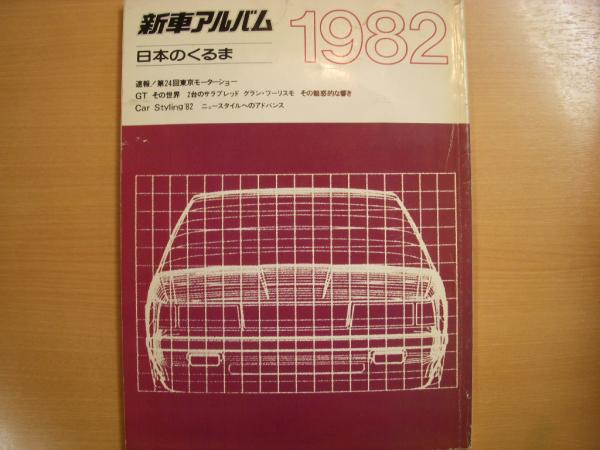 新車アルバム
1982
日本のくるま
速報／第24回東京モーターショー
GT その世界 2台のサラブレッド グラン・ツーリスモ その魅惑的な響き
Car Styling'82 ニュースタイルへのアドバンス